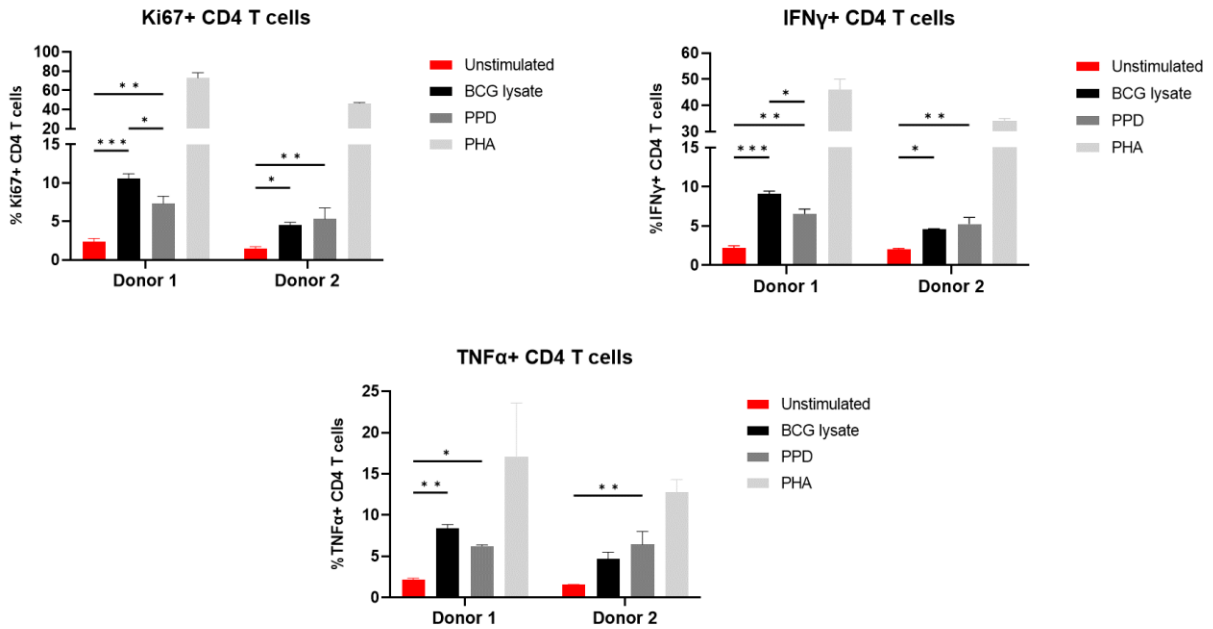 Ki67+ CD4 T cells
% Ki67+ CD4 T cells
100
80
60
40
20
15
10
5
0
* *
*
* * *
* *
*
Donor 1
Donor 2
Unstimulated
BCG lysate
PPD
PHA
IFNγ+ CD4 T cells
%IFNγ+ CD4 T cells
60
50
40
30
15
10
5
0
*
* *
* * *
* *
*
Donor 1
Donor 2
Unstimulated
BCG lysate
PPD
PHA
TNFα+ CD4 T cells
%TNFα+ CD4 T cells
25
20
15
10
5
0
*
* *
* *
Donor 1
Donor 2
Unstimulated
BCG lysate
PPD
PHA